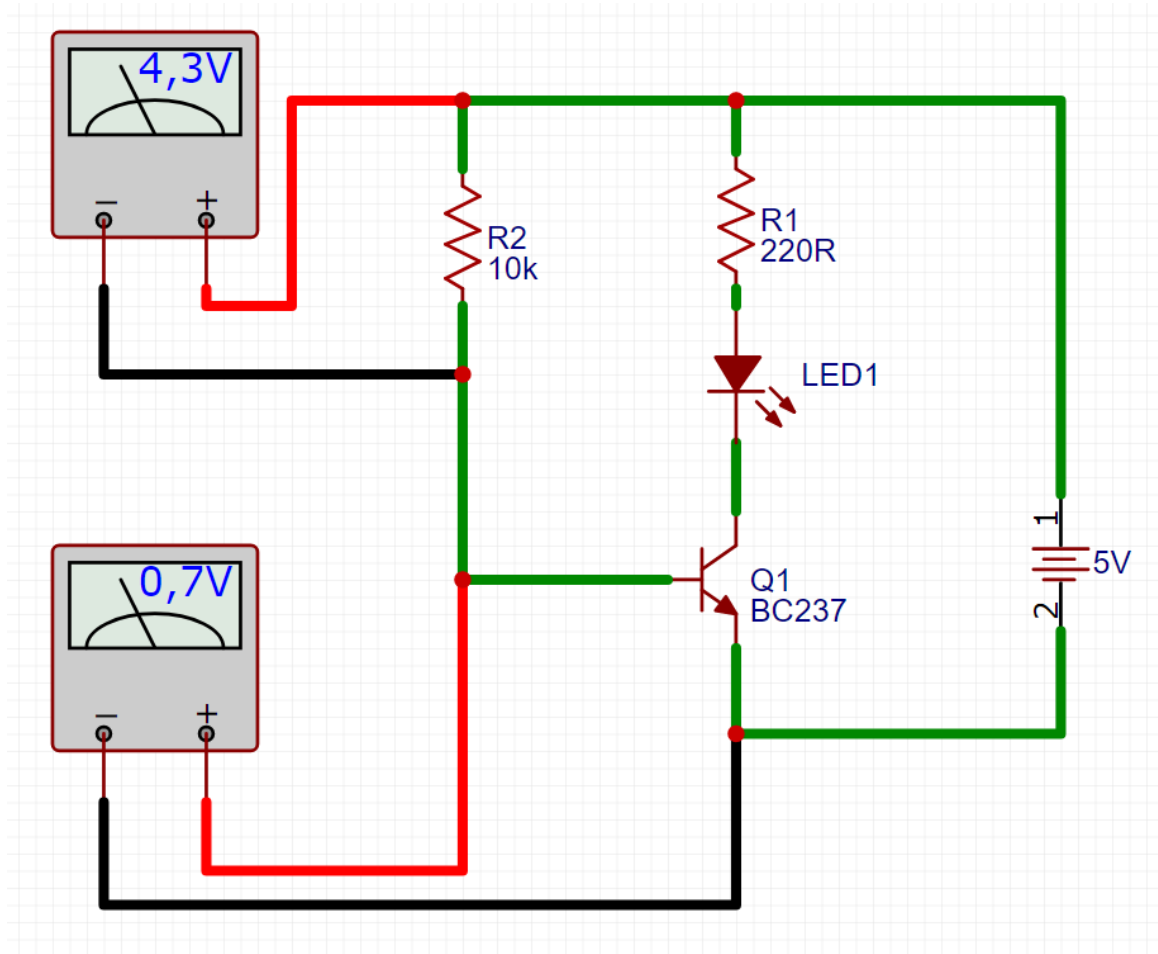 4,3V
− +
R2
10k
R1
220R
LED1
1
5V
2
Q1
BC237
0,7V
− +